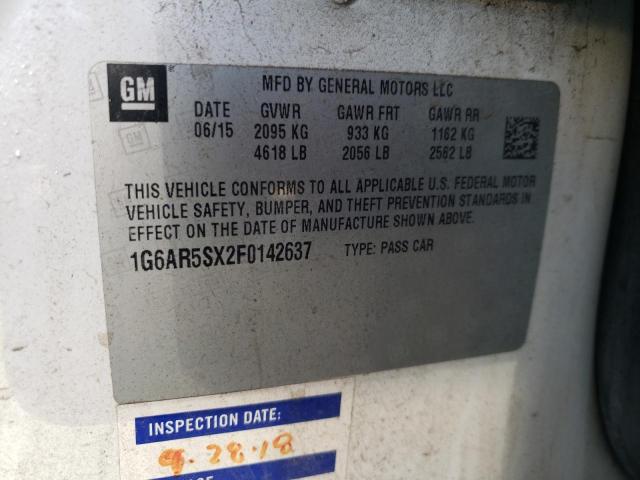 GM
MFD BY GENERAL MOTORS LLC
DATE GVWR GAWR FRT GAWR RR
06/15 2095 KG 933 KG 1162 KG
4618 LB 2056 LB 2562 LB
THIS VEHICLE CONFORMS TO ALL APPLICABLE U.S. FEDERAL MOTOR
VEHICLE SAFETY, BUMPER, AND THEFT PREVENTION STANDARDS IN
EFFECT ON THE DATE OF MANUFACTURE SHOWN ABOVE.
1G6AR5SX2F0142637 TYPE: PASS CAR
INSPECTION DATE:
9.28.18